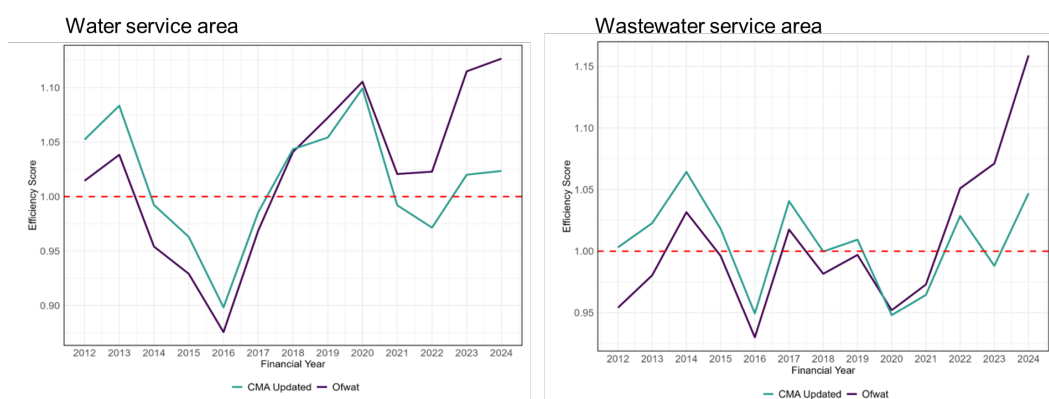 Water service area
Efficiency Score
1.10
1.05
1.00
0.95
0.90
2012 2013 2014 2015 2016 2017 2018 2019 2020 2021 2022 2023 2024
Financial Year
CMA Updated Ofwat
Wastewater service area
Efficiency Score
1.15
1.10
1.05
1.00
0.95
2012 2013 2014 2015 2016 2017 2018 2019 2020 2021 2022 2023 2024
Financial Year
CMA Updated Ofwat